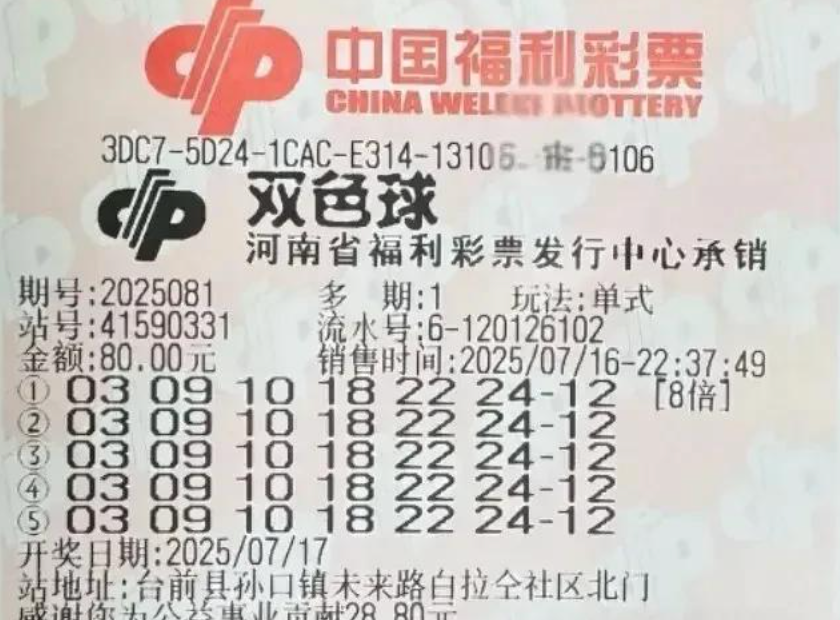 中国福利彩票
CHINA WEL OTTERY
3DC7-5D24-1CAC-E314-1310 106
双色球
河南省福利彩票发行中心承销
期号:2025081 多 期:1 玩法:单式
站号:41590331 流水号:6-120126102
金额:80.00元 销售时间:2025/07/16-22:37:49
① 03 09 10 18 22 24-12 [8倍]
② 03 09 10 18 22 24-12
③ 03 09 10 18 22 24-12
④ 03 09 10 18 22 24-12
⑤ 03 09 10 18 22 24-12
开奖日期:2025/07/17
站地址:台前县孙口镇未来路白拉仝社区北门
感谢您为公益事业贡献28.80元